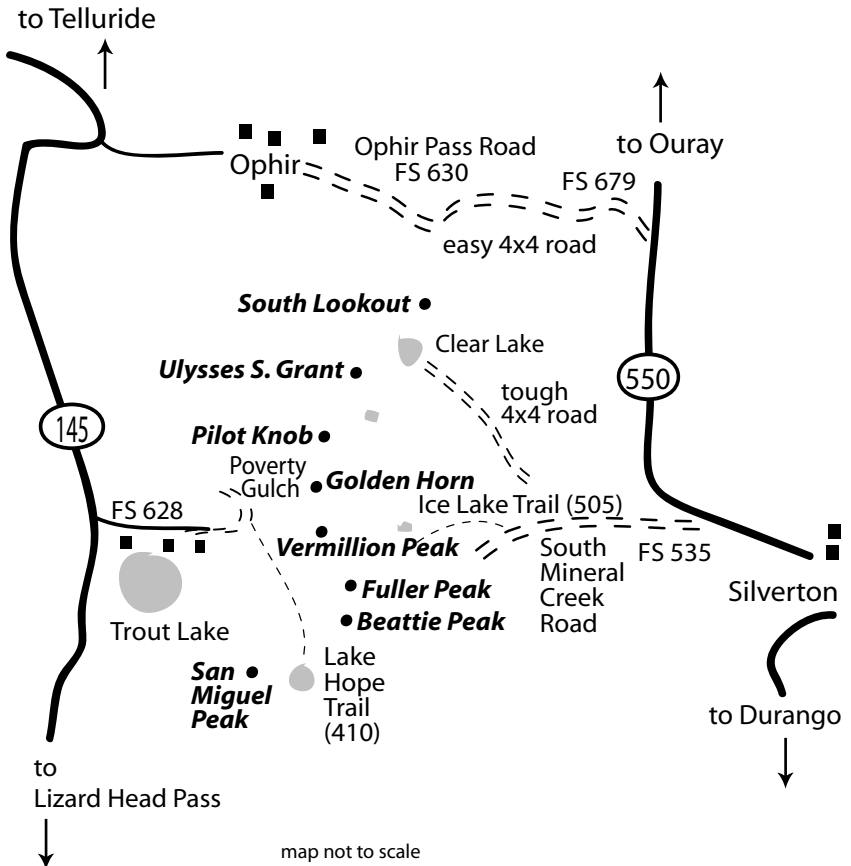 to Telluride
to Ouray
Ophir
Ophir Pass Road
FS 630
FS 679
easy 4x4 road
South Lookout
Clear Lake
Ulysses S. Grant
tough
4x4 road
550
145
Pilot Knob
Poverty
Gulch
Golden Horn
Ice Lake Trail (505)
FS 628
Vermillion Peak
South
Mineral
Creek
Road
FS 535
Silverton
Fuller Peak
Beattie Peak
Trout Lake
San
Miguel
Peak
Lake
Hope
Trail
(410)
to Durango
to
Lizard Head Pass
map not to scale